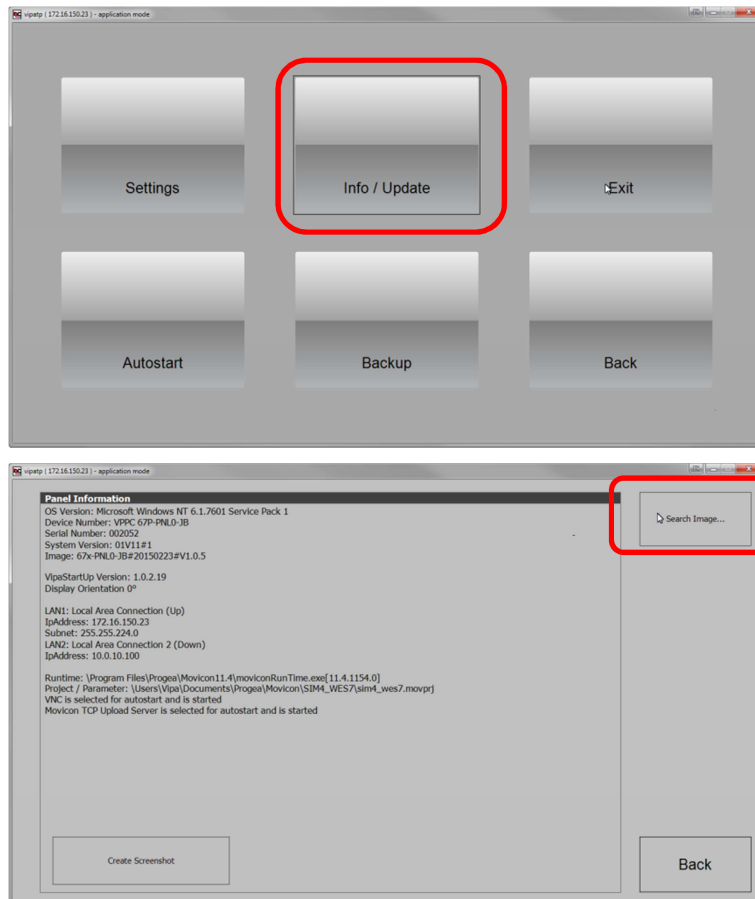 vipatp ( 172.16.150.23 ) - application mode
Settings
Info / Update
Exit
Autostart
Backup
Back
vipatp ( 172.16.150.23 ) - application mode
Panel Information
OS Version: Microsoft Windows NT 6.1.7601 Service Pack 1
Device Number: VPPC 67P-PNL0-JB
Serial Number: 002052
System Version: 01V11#1
Image: 67x-PNL0-JB#20150223#V1.0.5
VipaStartUp Version: 1.0.2.19
Display Orientation 0°
LAN1: Local Area Connection (Up)
IpAddress: 172.16.150.23
Subnet: 255.255.224.0
LAN2: Local Area Connection 2 (Down)
IpAddress: 10.0.10.100
Runtime: \Program Files\Progea\Movicon11.4\moviconRunTime.exe[11.4.1154.0]
Project / Parameter: \Users\Vipa\Documents\Progea\Movicon\SIM4_WES7\sim4_wes7.movprj
VNC is selected for autostart and is started
Movicon TCP Upload Server is selected for autostart and is started
Search Image...
Create Screenshot
Back